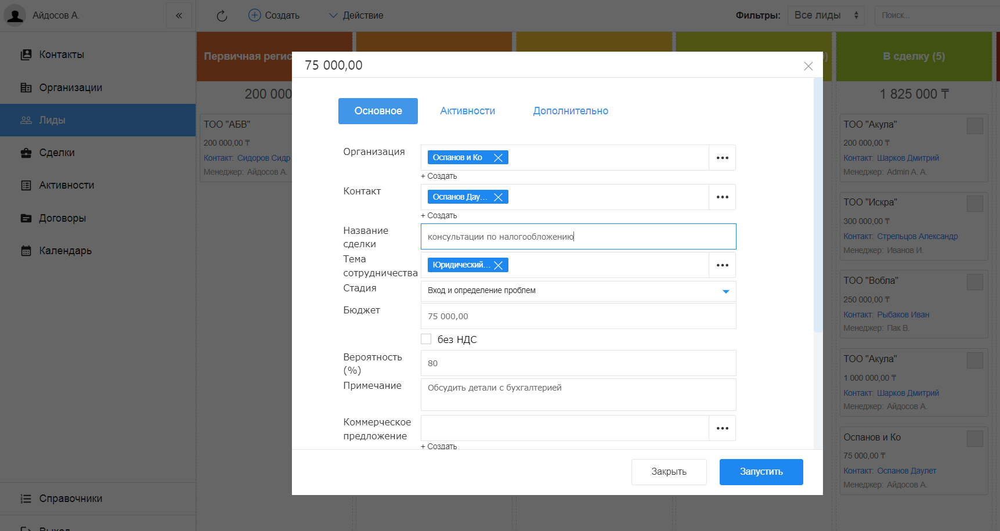 Айдосов А.
«
Создать
Действие
Фильтры:
Все лиды
Поиск...
Контакты
Организации
Лиды
Сделки
Активности
Договоры
Календарь
Справочники
Выход
Первичная регис
200 000
ТОО "АБВ"
200 000,00 ₸
Контакт: Сидоров Сидр
Менеджер: Айдосов А.
75 000,00
Основное
Активности
Дополнительно
Организация
Оспанов и Ко
+ Создать
Контакт
Оспанов Дау...
+ Создать
Название
сделки
консультации по налогообложению
Тема
сотрудничества
Юридический...
Стадия
Вход и определение проблем
Бюджет
75 000,00
без НДС
Вероятность
(%)
80
Примечание
Обсудить детали с бухгалтерией
Коммерческое
предложение
+ Создать
Закрыть
Запустить
)
В сделку (5)
1 825 000 ₸
ТОО "Акула"
200 000,00 ₸
Контакт: Шарков Дмитрий
Менеджер: Admin A. A.
ТОО "Искра"
300 000,00 ₸
Контакт: Стрельцов Александр
Менеджер: Иванов И.
ТОО "Вобла"
250 000,00 ₸
Контакт: Рыбаков Иван
Менеджер: Пак В.
ТОО "Акула"
1 000 000,00 ₸
Контакт: Шарков Дмитрий
Менеджер: Айдосов А.
Оспанов и Ко
75 000,00 ₸
Контакт: Оспанов Даулет
Менеджер: Айдосов А.